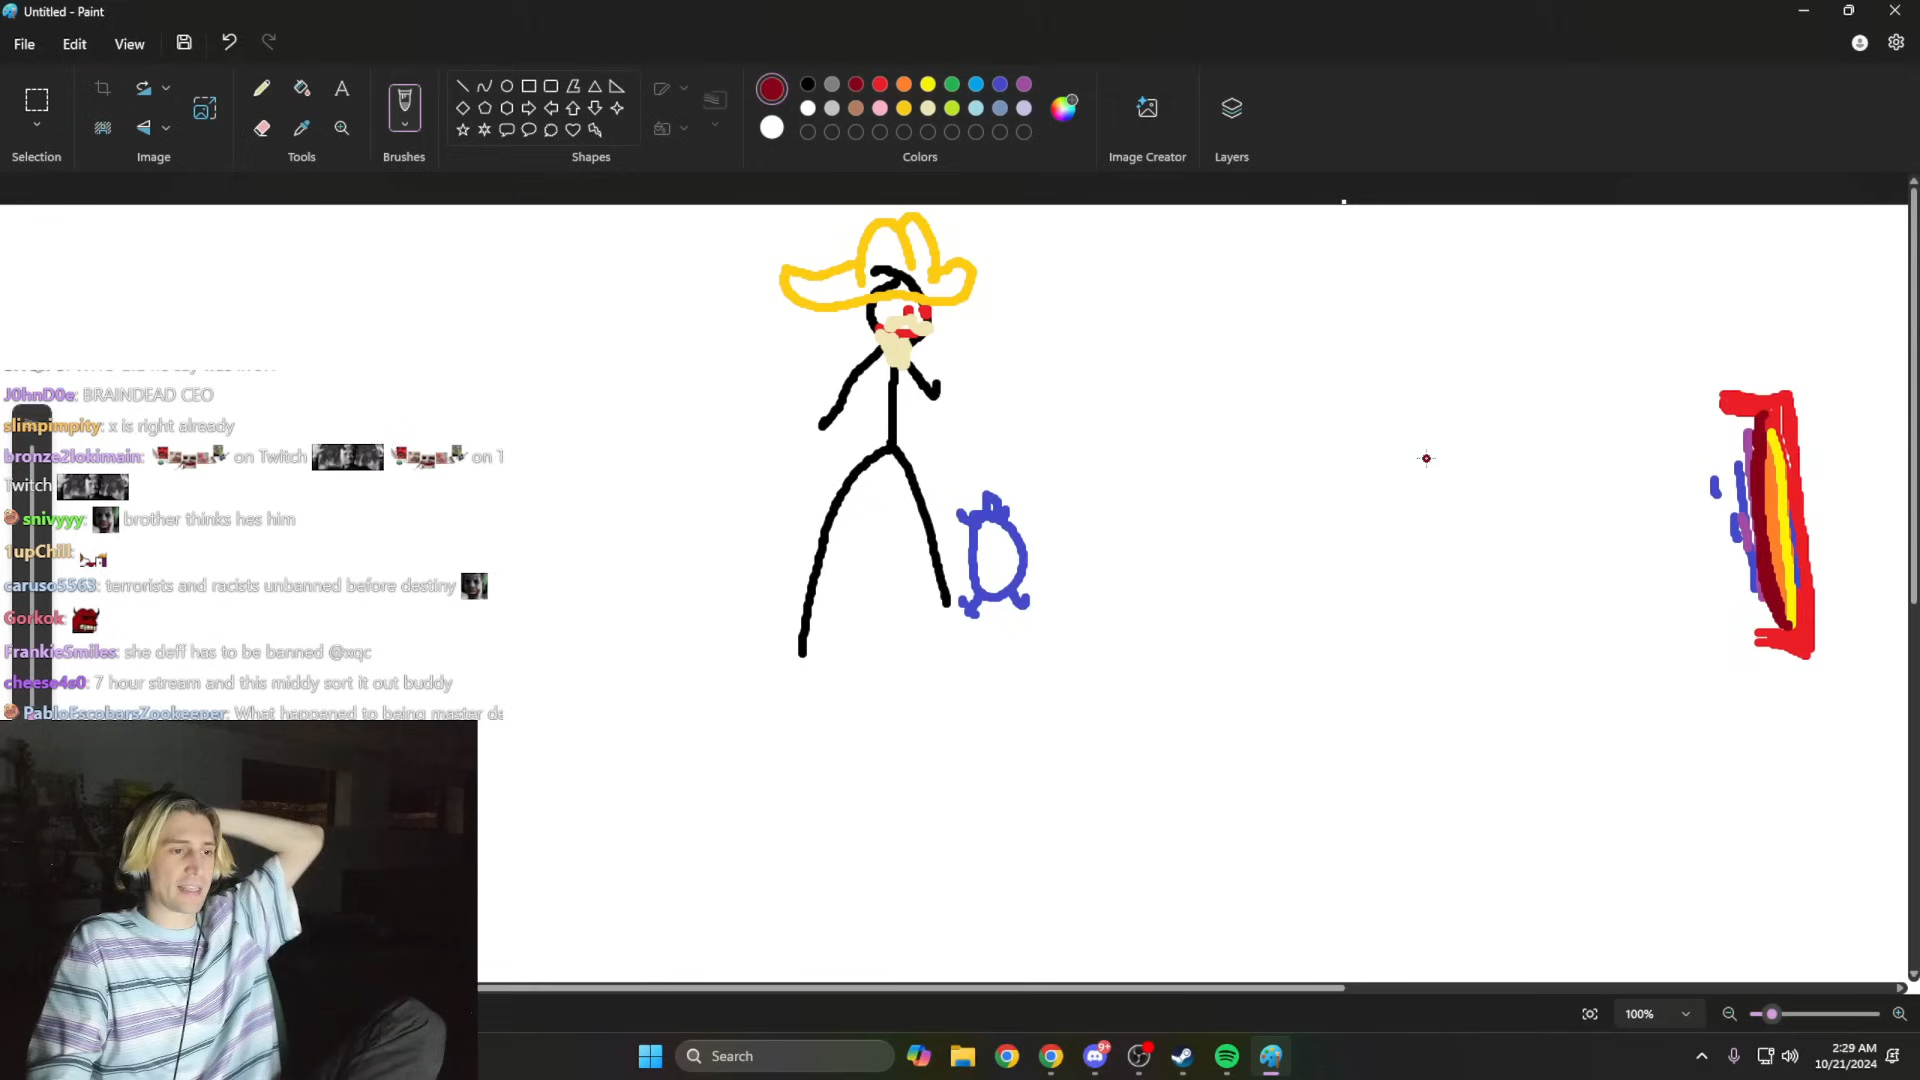 Untitled - Paint
File Edit View
Selection
Image
Tools
Brushes
Shapes
Colors
Image Creator
Layers
J0hnD0e: BRAINDEAD CEO
slimpimpity: x is right already
bronze2lokimain: on Twitch on T
Twitch
snivyyy: brother thinks hes him
1upChill:
caruso5563: terrorists and racists unbanned before destiny
Gorkok:
FrankieSmiles: she deff has to be banned @xqc
cheese4s0: 7 hour stream and this middy sort it out buddy
PabloEscobarsZookeeper: What happened to being master de
100%
Search
9+
2:29 AM
10/21/2024